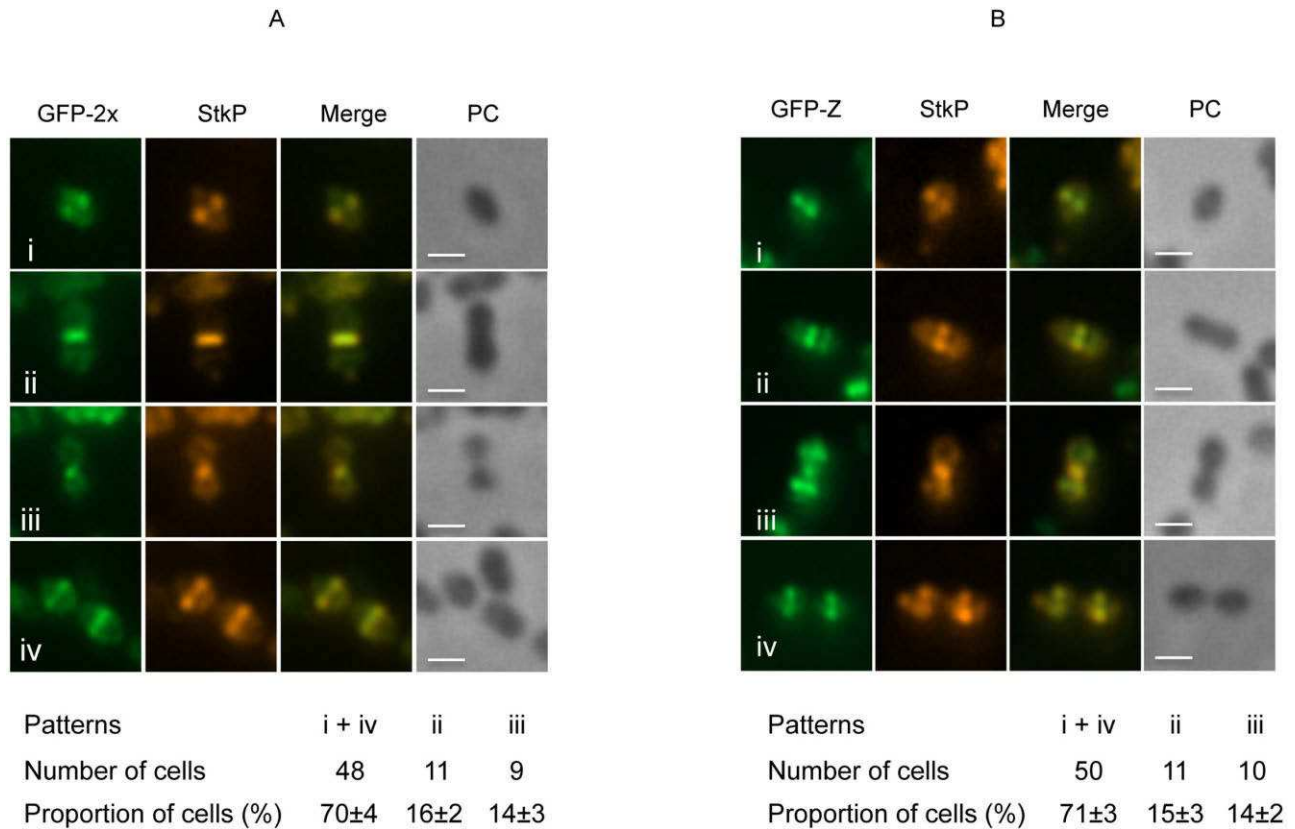 A
GFP-2x StkP Merge PC
i
ii
iii
iv
Patterns i + iv ii iii
Number of cells 48 11 9
Proportion of cells (%) 70±4 16±2 14±3
B
GFP-Z StkP Merge PC
i
ii
iii
iv
Patterns i + iv ii iii
Number of cells 50 11 10
Proportion of cells (%) 71±3 15±3 14±2